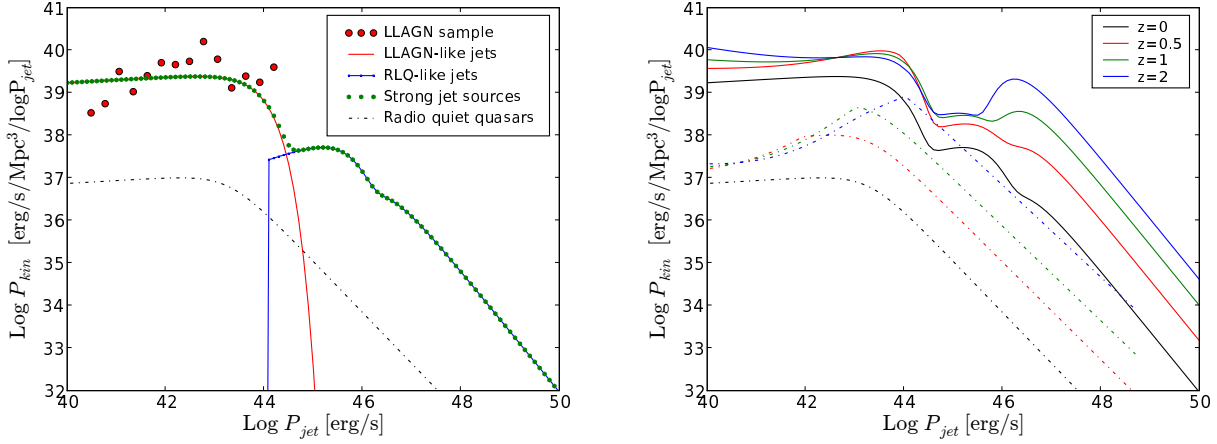 LLAGN sample
LLAGN-like jets
RLQ-like jets
Strong jet sources
Radio quiet quasars
41
40
39
38
37
36
35
34
33
32
40 42 44 46 48 50
Log P_kin [erg/s/Mpc^3/logP_jet]
Log P_jet [erg/s]
z=0
z=0.5
z=1
z=2
41
40
39
38
37
36
35
34
33
32
40 42 44 46 48 50
Log P_kin [erg/s/Mpc^3/logP_jet]
Log P_jet [erg/s]